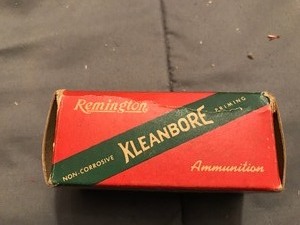 Remington
NON-CORROSIVE KLEANBORE PRIMING
Ammunition